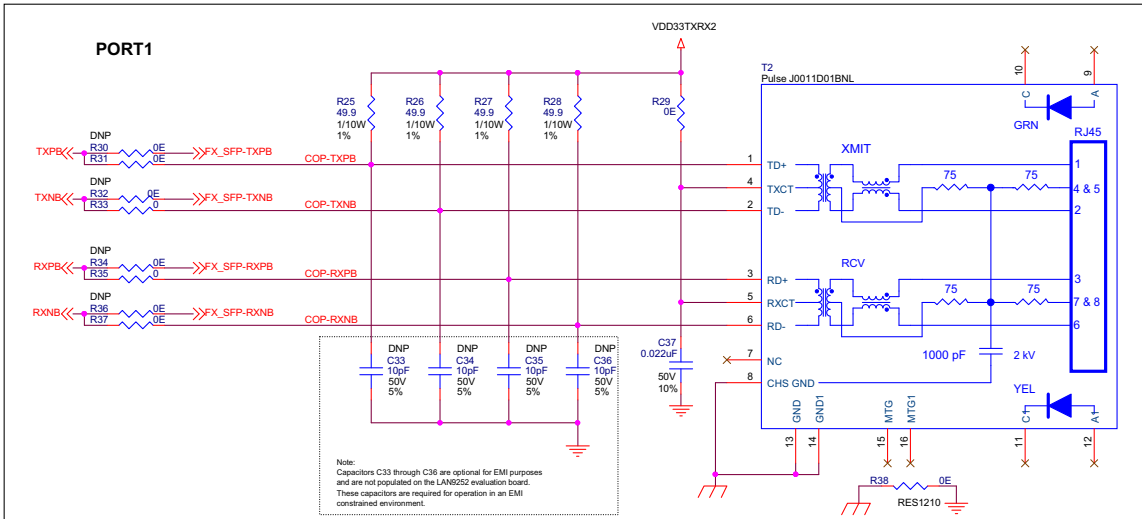 PORT1
VDD33TXRX2
T2
Pulse J0011D01BNL
10
9
C
A
GRN
RJ45
R25
49.9
1/10W
1%
R26
49.9
1/10W
1%
R27
49.9
1/10W
1%
R28
49.9
1/10W
1%
R29
0E
DNP
TXPB
R30
0E
FX_SFP-TXPB
R31
0E
COP-TXPB
1
TD+
XMIT
75
75
1
4
TXCT
4 & 5
DNP
TXNB
R32
0E
FX_SFP-TXNB
R33
0
COP-TXNB
2
TD-
2
DNP
RXPB
R34
0E
FX_SFP-RXPB
R35
0
COP-RXPB
3
RD+
RCV
75
75
3
5
RXCT
7 & 8
DNP
RXNB
R36
0E
FX_SFP-RXNB
R37
0E
COP-RXNB
6
RD-
6
DNP
C33
10pF
50V
5%
DNP
C34
10pF
50V
5%
DNP
C35
10pF
50V
5%
DNP
C36
10pF
50V
5%
C37
0.022uF
50V
10%
7
NC
1000 pF
2 kV
8
CHS GND
YEL
GND
GND1
MTG
MTG1
C1
A1
13
14
15
16
11
12
Note:
Capacitors C33 through C36 are optional for EMI purposes
and are not populated on the LAN9252 evaluation board.
These capacitors are required for operation in an EMI
constrained environment.
R38
0E
RES1210